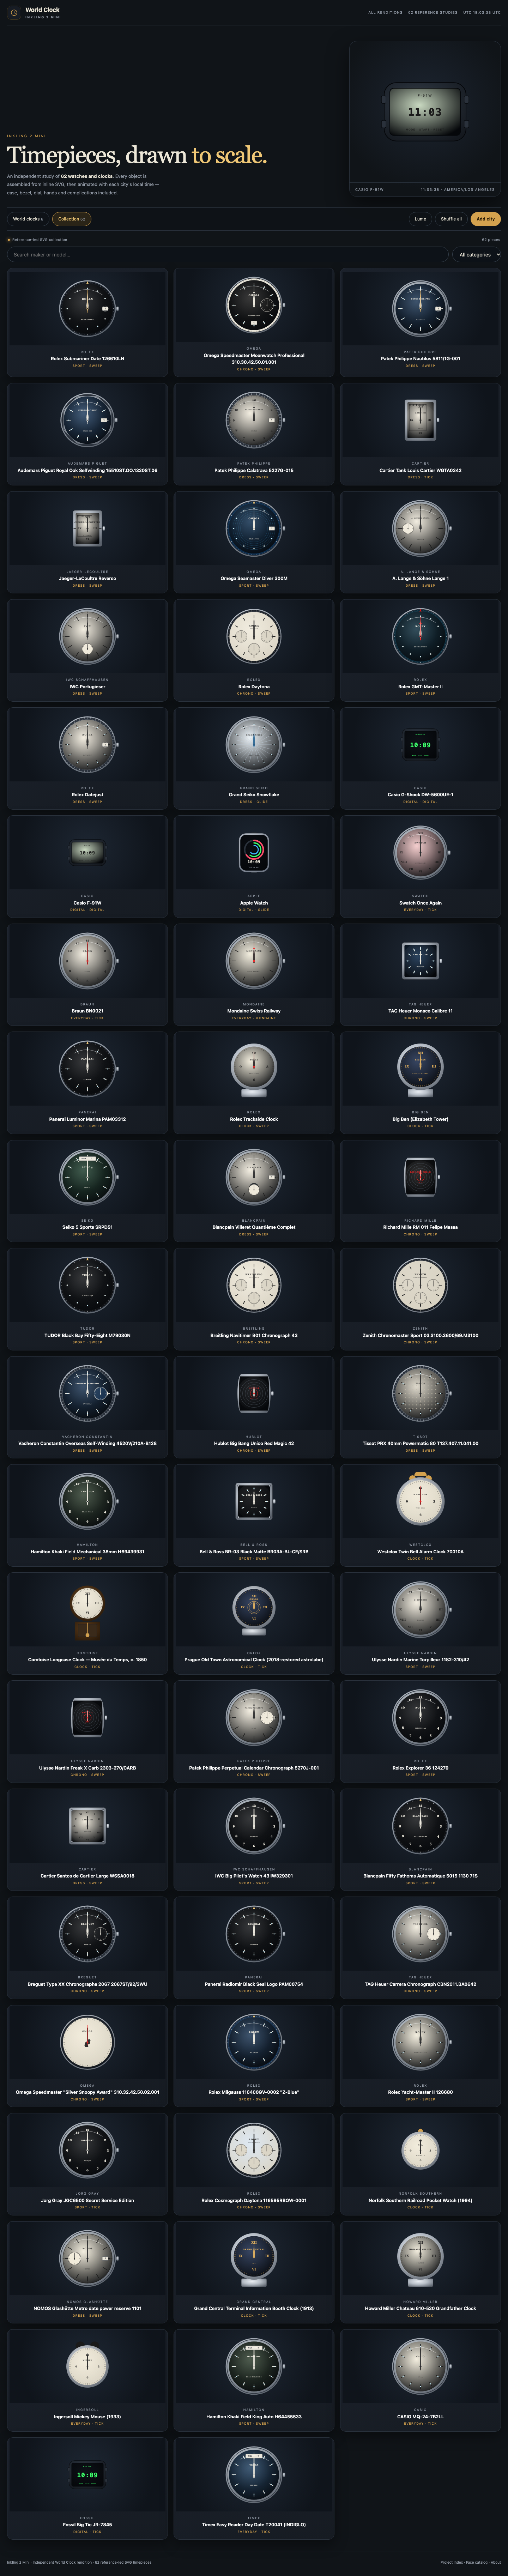 World Clock
INKLING 2 MINI
ALL RENDITIONS
62 REFERENCE STUDIES
F-91W
11:03
CASIO F-91W
INKLING 2 MINI
Timepieces, drawn to scale.
An independent study of 62 watches and clocks. Every object is
assembled from inline SVG, then animated with each city's local time —
case, bezel, dial, hands and complications included.
World clocks
Collection
Lume
Shuffle all
Add city
Reference-led SVG collection
62 pieces
Search maker or model...
All categories
ROLEX
Rolex Submariner Date 126610LN
SPORT · SWEEP
OMEGA
Omega Speedmaster Moonwatch Professional
310.30.42.50.01.001
CHRONO · SWEEP
PATEK PHILIPPE
Patek Philippe Nautilus 5811/1G-001
DRESS · SWEEP
AUDEMARS PIGUET
Audemars Piguet Royal Oak Selfwinding 15510ST.OO.1320ST.06
DRESS · SWEEP
PATEK PHILIPPE
Patek Philippe Calatrava 5227G-015
DRESS · SWEEP
CARTIER
Cartier Tank Louis Cartier WGTA0342
DRESS · TICK
JAEGER-LECOULTRE
Jaeger-LeCoultre Reverso
DRESS · SWEEP
OMEGA
Omega Seamaster Diver 300M
SPORT · SWEEP
A. LANGE & SÖHNE
A. Lange & Söhne Lange 1
DRESS · SWEEP
IWC SCHAFFHAUSEN
IWC Portugieser
DRESS · SWEEP
ROLEX
Rolex Daytona
CHRONO · SWEEP
ROLEX
Rolex GMT-Master II
SPORT · SWEEP
ROLEX
Rolex Datejust
DRESS · SWEEP
GRAND SEIKO
Grand Seiko Snowflake
DRESS · GLIDE
10:09
CASIO
Casio G-Shock DW-5600UE-1
DIGITAL · DIGITAL
10:09
CASIO
Casio F-91W
DIGITAL · DIGITAL
10:09
APPLE
Apple Watch
DIGITAL · GLIDE
SWATCH
Swatch Once Again
EVERYDAY · TICK
BRAUN
Braun BN0021
EVERYDAY · TICK
MONDAINE
Mondaine Swiss Railway
EVERYDAY · MONDAINE
TAG HEUER
TAG Heuer Monaco Calibre 11
CHRONO · SWEEP
PANERAI
Panerai Luminor Marina PAM03312
SPORT · SWEEP
ROLEX
Rolex Trackside Clock
CLOCK · SWEEP
BIG BEN
Big Ben (Elizabeth Tower)
CLOCK · TICK
SEIKO
Seiko 5 Sports SRPD51
SPORT · SWEEP
BLANCPAIN
Blancpain Villeret Quantième Complet
DRESS · SWEEP
RICHARD MILLE
Richard Mille RM 011 Felipe Massa
CHRONO · SWEEP
TUDOR
TUDOR Black Bay Fifty-Eight M79030N
SPORT · SWEEP
BREITLING
Breitling Navitimer B01 Chronograph 43
CHRONO · SWEEP
ZENITH
Zenith Chronomaster Sport 03.3100.3600/69.M3100
CHRONO · SWEEP
VACHERON CONSTANTIN
Vacheron Constantin Overseas Self-Winding 4520V/210A-B128
DRESS · SWEEP
HUBLOT
Hublot Big Bang Unico Red Magic 42
CHRONO · SWEEP
TISSOT
Tissot PRX 40mm Powermatic 80 T137.407.11.041.00
DRESS · SWEEP
HAMILTON
Hamilton Khaki Field Mechanical 38mm H69439931
SPORT · SWEEP
BELL & ROSS
Bell & Ross BR-03 Black Matte BR03A-BL-CE/SRB
SPORT · SWEEP
WESTCLOX
Westclox Twin Bell Alarm Clock 70010A
CLOCK · TICK
COMTOISE
Comtoise Longcase Clock — Musée du Temps, c. 1850
CLOCK · TICK
ORLOJ
Prague Old Town Astronomical Clock (2018-restored astrolabe)
CLOCK · TICK
ULYSSE NARDIN
Ulysse Nardin Marine Torpilleur 1182-310/42
SPORT · SWEEP
ULYSSE NARDIN
Ulysse Nardin Freak X Carb 2303-270/CARB
CHRONO · SWEEP
PATEK PHILIPPE
Patek Philippe Perpetual Calendar Chronograph 5270J-001
CHRONO · SWEEP
ROLEX
Rolex Explorer 36 124270
SPORT · SWEEP
CARTIER
Cartier Santos de Cartier Large WSSA0018
DRESS · SWEEP
IWC SCHAFFHAUSEN
IWC Big Pilot's Watch 43 IW329301
SPORT · SWEEP
BLANCPAIN
Blancpain Fifty Fathoms Automatique 5015 1130 71S
SPORT · SWEEP
BREGUET
Breguet Type XX Chronographe 2067 2067ST/92/3WU
CHRONO · SWEEP
PANERAI
Panerai Radiomir Black Seal Logo PAM00754
SPORT · SWEEP
TAG HEUER
TAG Heuer Carrera Chronograph CBN2011.BA0642
CHRONO · SWEEP
OMEGA
Omega Speedmaster "Silver Snoopy Award" 310.32.42.50.02.001
CHRONO · SWEEP
ROLEX
Rolex Milgauss 116400GV-0002 "Z-Blue"
SPORT · SWEEP
ROLEX
Rolex Yacht-Master II 126680
SPORT · SWEEP
JORG GRAY
Jorg Gray JGC6500 Secret Service Edition
SPORT · TICK
ROLEX
Rolex Cosmograph Daytona 116595RBOW-0001
CHRONO · SWEEP
NORFOLK SOUTHERN
Norfolk Southern Railroad Pocket Watch (1994)
CLOCK · TICK
NOMOS GLASHÜTTE
NOMOS Glashütte Metro date power reserve 1101
DRESS · SWEEP
GRAND CENTRAL
Grand Central Terminal Information Booth Clock (1913)
CLOCK · TICK
HOWARD MILLER
Howard Miller Chateau 610-520 Grandfather Clock
CLOCK · TICK
INGERSOLL
Ingersoll Mickey Mouse (1933)
EVERYDAY · TICK
HAMILTON
Hamilton Khaki Field King Auto H64455533
SPORT · SWEEP
CASIO
CASIO MQ-24-7B2LL
EVERYDAY · TICK
10:09
FOSSIL
Fossil Big Tic JR-7845
DIGITAL · TICK
TIMEX
Timex Easy Reader Day Date T20041 (INDIGLO)
EVERYDAY · TICK
Inkling 2 Mini · Independent World Clock rendition · 62 reference-led SVG timepieces
Project index · Face catalog · About